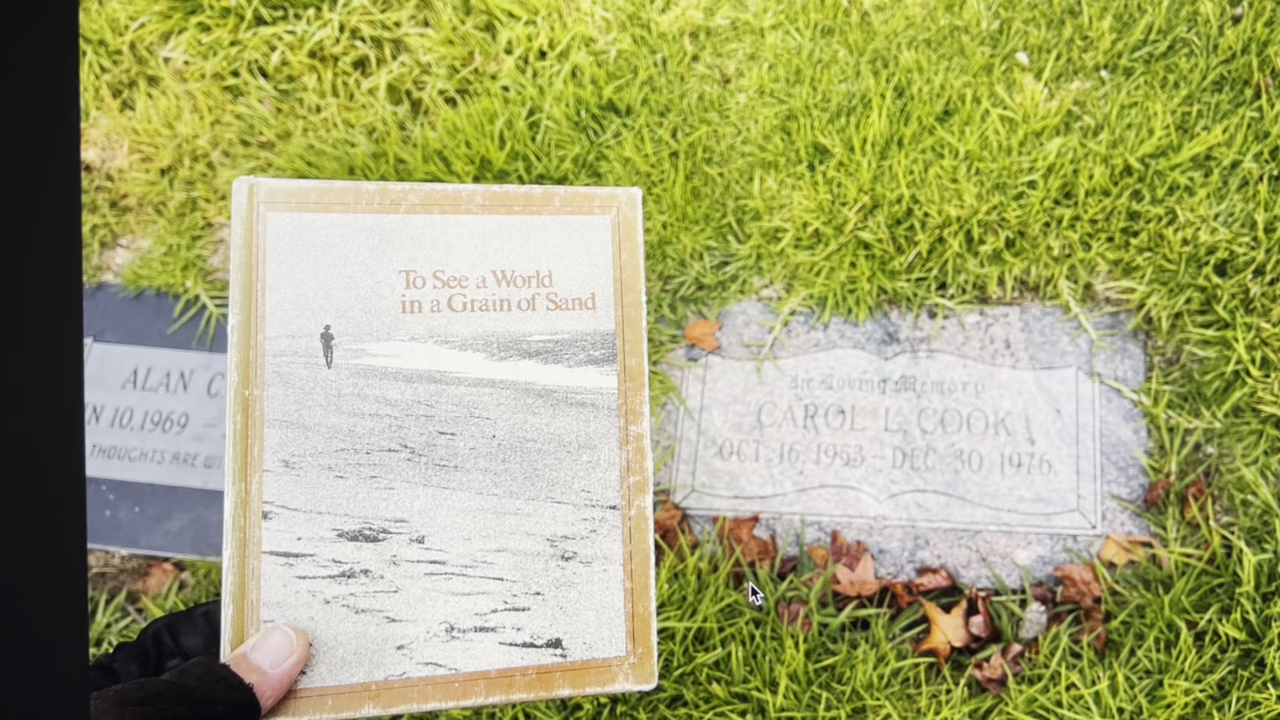 To See a World
in a Grain of Sand
ALAN C
N 10,1969 –
THOUGHTS ARE WI
In Loving Memory
CAROL L. COOK
OCT. 16, 1953 – DEC. 30 1976